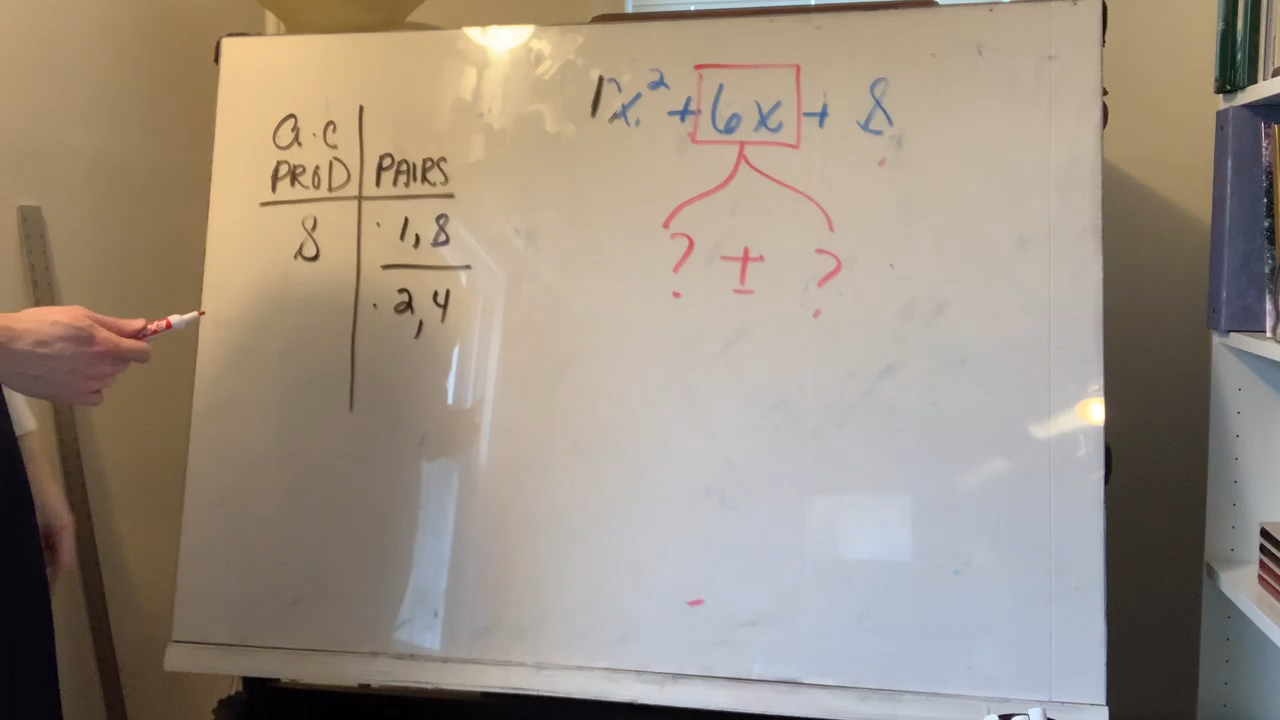 1x² + 6x + 8
a·c
PROD | PAIRS
8 | · 1,8
· 2,4
? ± ?